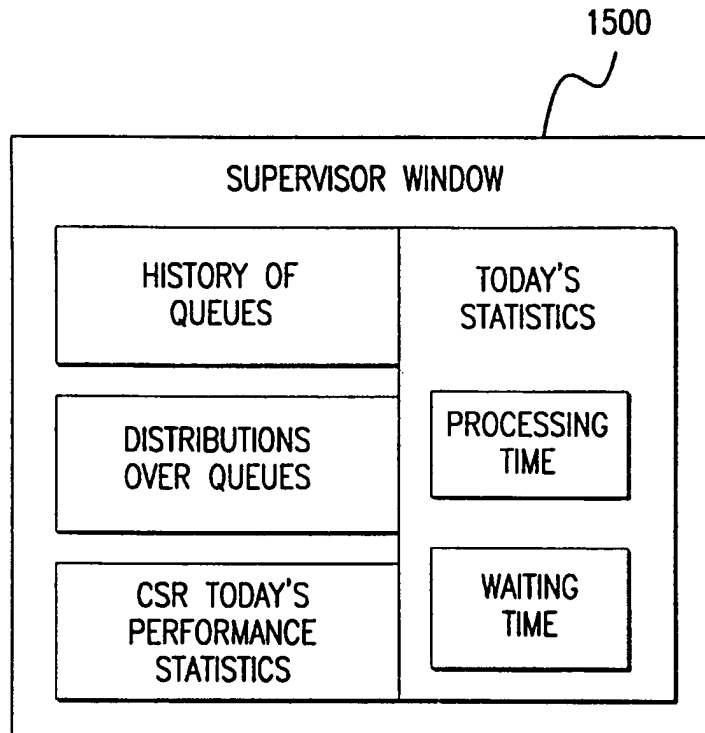 1500
SUPERVISOR WINDOW
HISTORY OF
QUEUES
DISTRIBUTIONS
OVER QUEUES
CSR TODAY'S
PERFORMANCE
STATISTICS
TODAY'S
STATISTICS
PROCESSING
TIME
WAITING
TIME